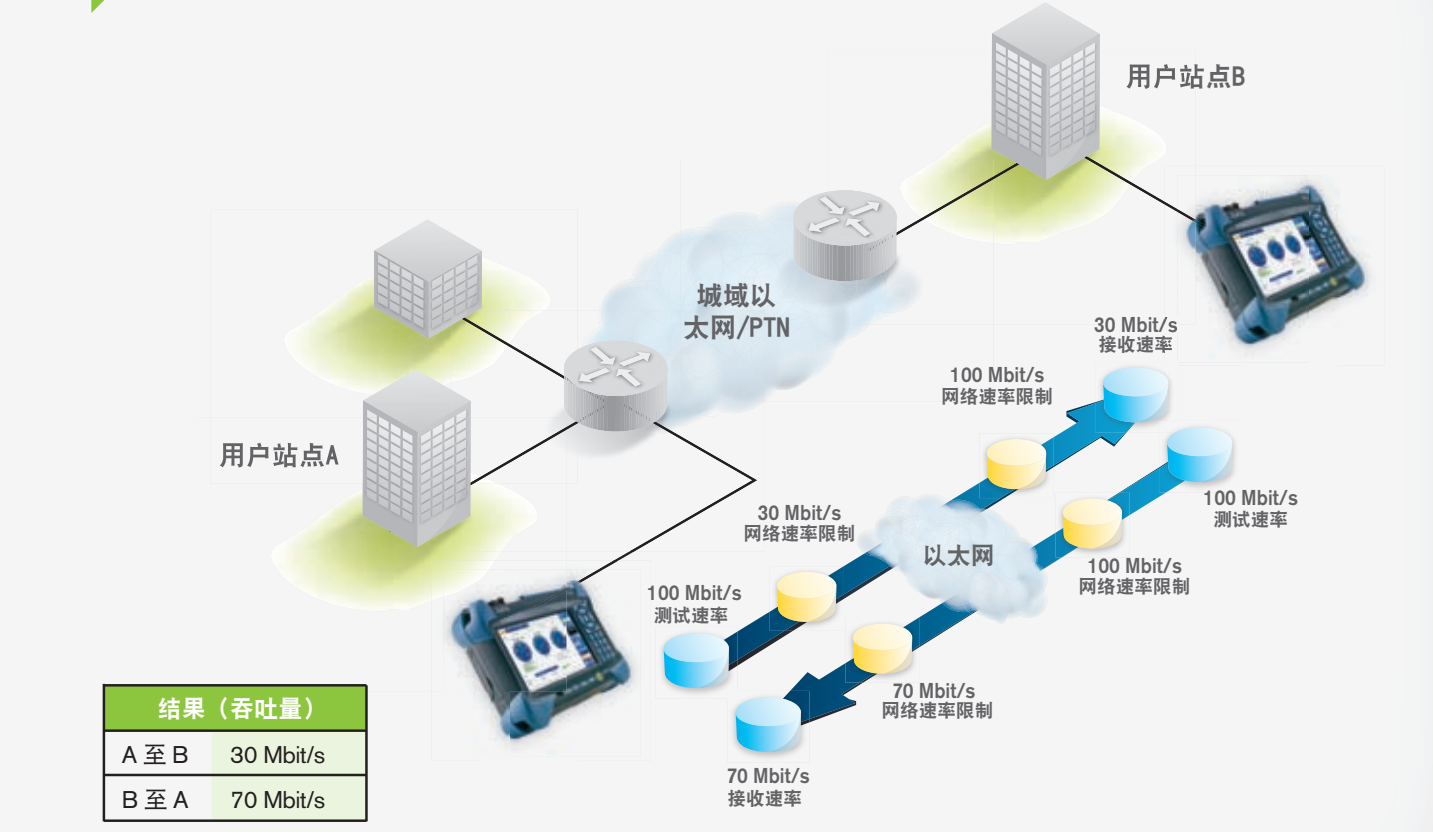 用户站点B
城域以
太网/PTN
30 Mbit/s
接收速率
100 Mbit/s
网络速率限制
用户站点A
100 Mbit/s
测试速率
30 Mbit/s
网络速率限制
以太网
100 Mbit/s
网络速率限制
100 Mbit/s
测试速率
70 Mbit/s
网络速率限制
70 Mbit/s
接收速率
结果（吞吐量）
A 至 B 30 Mbit/s
B 至 A 70 Mbit/s